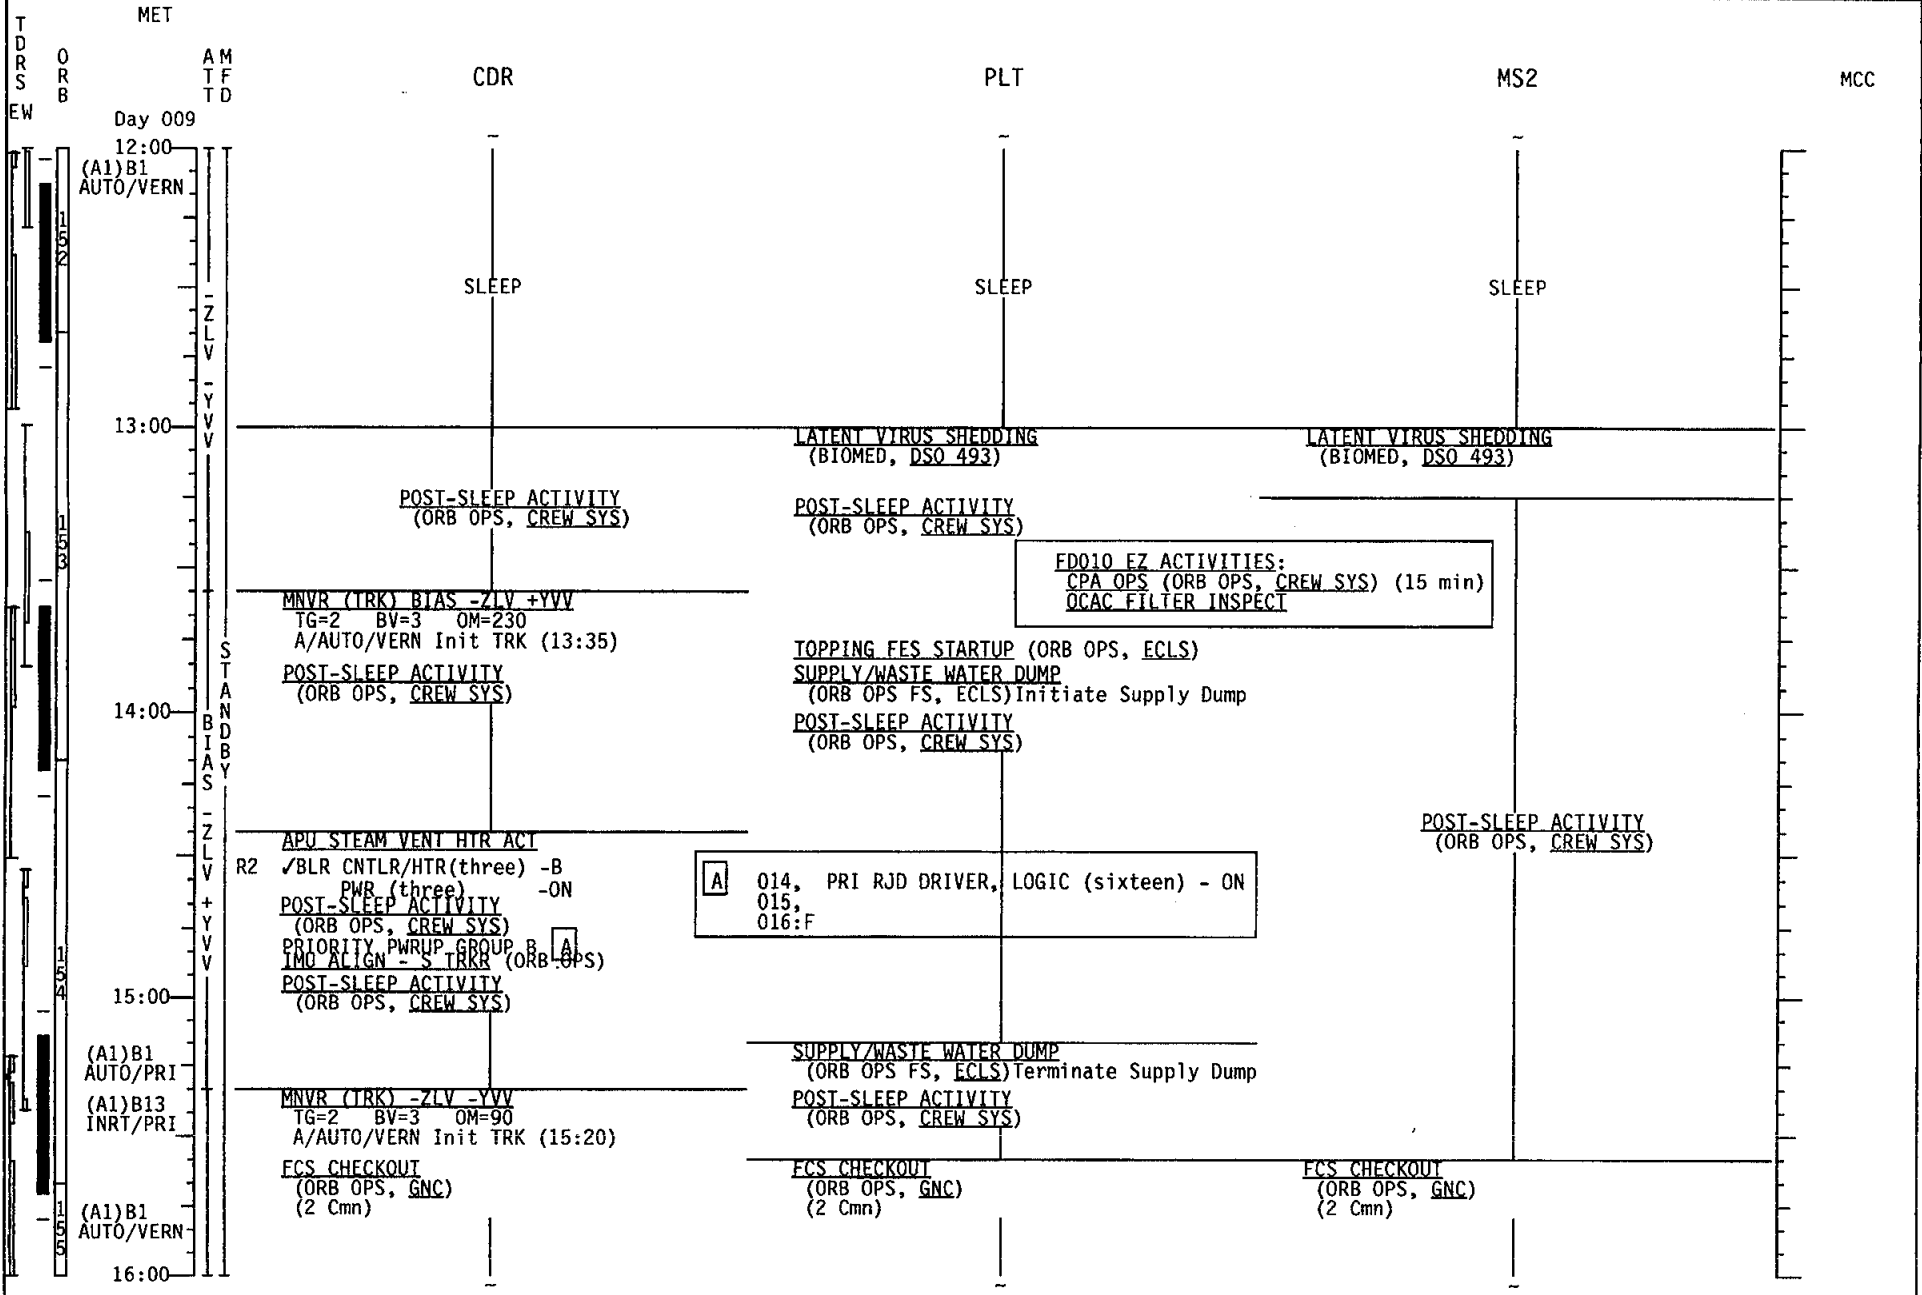 MET
TDRS
ORB
ATT
MFD
CDR
PLT
MS2
MCC
EW
Day 009
12:00
(A1)B1
AUTO/VERN
152
SLEEP
SLEEP
SLEEP
-ZLV -YVV
13:00
LATENT VIRUS SHEDDING
(BIOMED, DSO 493)
LATENT VIRUS SHEDDING
(BIOMED, DSO 493)
POST-SLEEP ACTIVITY
(ORB OPS, CREW SYS)
POST-SLEEP ACTIVITY
(ORB OPS, CREW SYS)
153
FD010 EZ ACTIVITIES:
CPA OPS (ORB OPS, CREW SYS) (15 min)
OCAC FILTER INSPECT
MNVR (TRK) BIAS -ZLV +YVV
TG=2 BV=3 OM=230
A/AUTO/VERN Init TRK (13:35)
STANDBY
TOPPING FES STARTUP (ORB OPS, ECLS)
POST-SLEEP ACTIVITY
(ORB OPS, CREW SYS)
SUPPLY/WASTE WATER DUMP
(ORB OPS FS, ECLS)Initiate Supply Dump
14:00
BIAS -ZLV +YVV
POST-SLEEP ACTIVITY
(ORB OPS, CREW SYS)
POST-SLEEP ACTIVITY
(ORB OPS, CREW SYS)
APU STEAM VENT HTR ACT
R2 ✓BLR CNTLR/HTR(three) -B
PWR (three) -ON
POST-SLEEP ACTIVITY
(ORB OPS, CREW SYS)
PRIORITY PWRUP GROUP B A
IMU ALIGN - S TRKR (ORB OPS)
A 014, PRI RJD DRIVER, LOGIC (sixteen) - ON
015,
016:F
154
POST-SLEEP ACTIVITY
(ORB OPS, CREW SYS)
15:00
(A1)B1
AUTO/PRI
SUPPLY/WASTE WATER DUMP
(ORB OPS FS, ECLS)Terminate Supply Dump
(A1)B13
INRT/PRI
MNVR (TRK) -ZLV -YVV
TG=2 BV=3 OM=90
A/AUTO/VERN Init TRK (15:20)
POST-SLEEP ACTIVITY
(ORB OPS, CREW SYS)
FCS CHECKOUT
(ORB OPS, GNC)
(2 Cmn)
FCS CHECKOUT
(ORB OPS, GNC)
(2 Cmn)
FCS CHECKOUT
(ORB OPS, GNC)
(2 Cmn)
(A1)B1
AUTO/VERN
155
16:00